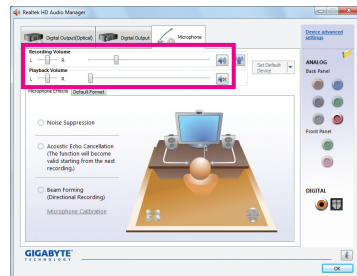 Realtek HD Audio Manager
Digital Output(Optical)
Digital Output
Microphone
Device advanced
settings
Recording Volume
L
R
Set Default
Device
Playback Volume
L
R
Microphone Effects
Default Format
Noise Suppression
Acoustic Echo Cancellation
(The function will become
valid starting from the next
recording.)
Beam Forming
(Directional Recording)
Microphone Calibration
ANALOG
Back Panel
Front Panel
DIGITAL
GIGABYTE
TECHNOLOGY
OK